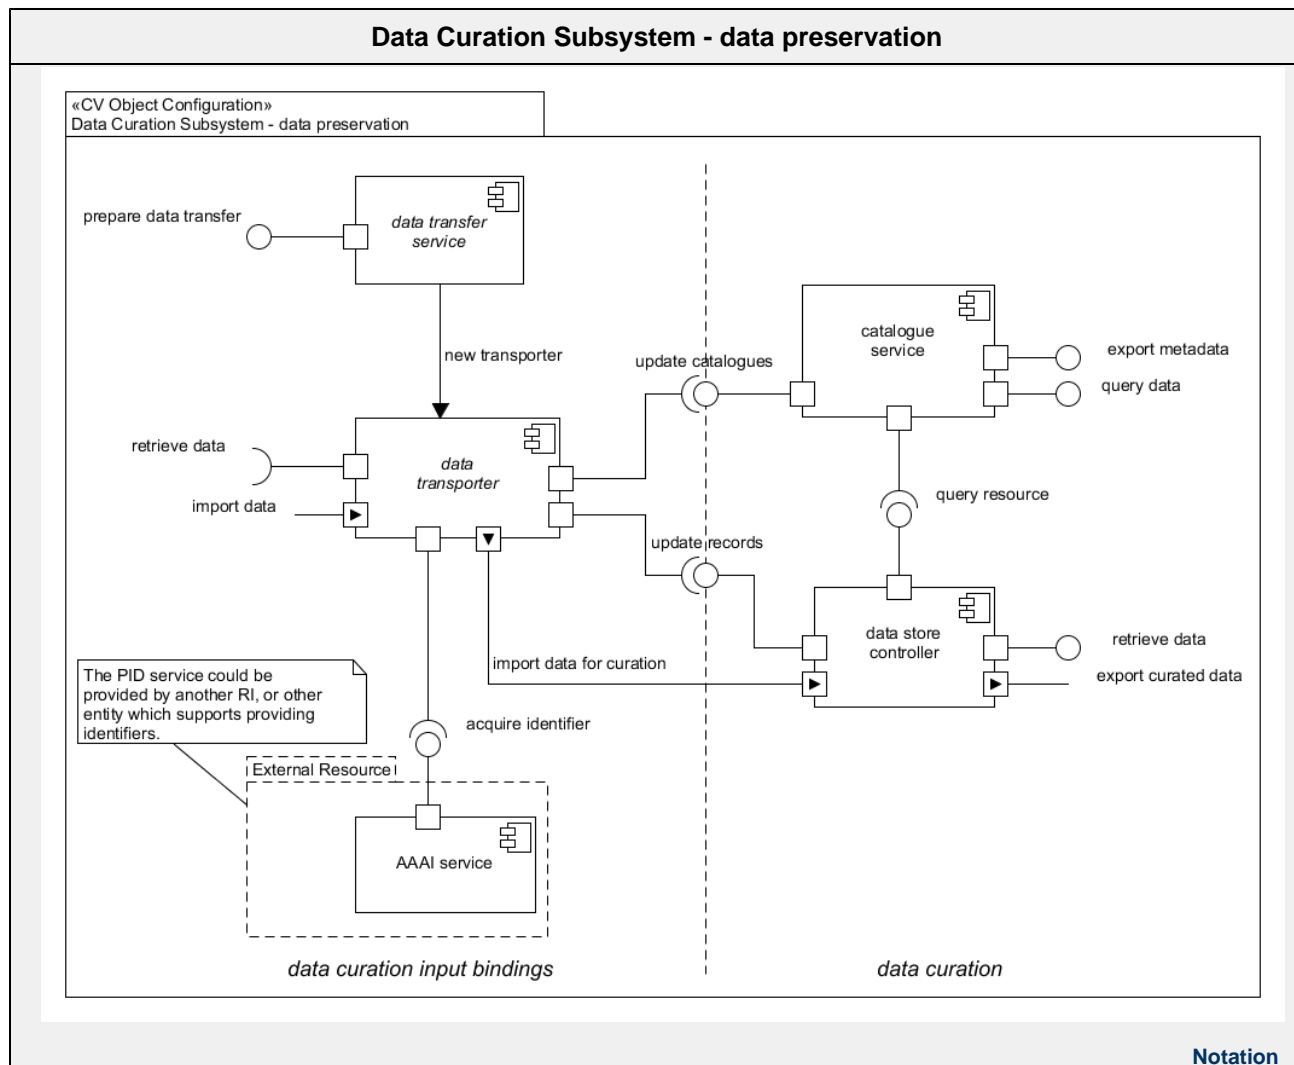 Data Curation Subsystem - data preservation
«CV Object Configuration»
Data Curation Subsystem - data preservation
prepare data transfer
data transfer
service
new transporter
update catalogues
catalogue
service
export metadata
query data
retrieve data
import data
data
transporter
query resource
update records
data store
controller
retrieve data
export curated data
import data for curation
The PID service could be
provided by another RI, or other
entity which supports providing
identifiers.
acquire identifier
External Resource
AAAI service
data curation input bindings
data curation
Notation